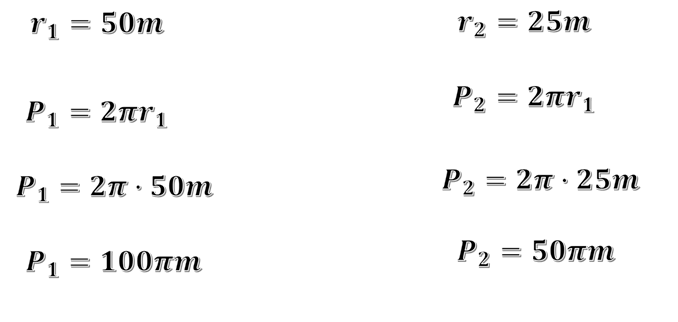 r₁ = 50m
P₁ = 2πr₁
P₁ = 2π · 50m
P₁ = 100πm
r₂ = 25m
P₂ = 2πr₁
P₂ = 2π · 25m
P₂ = 50πm